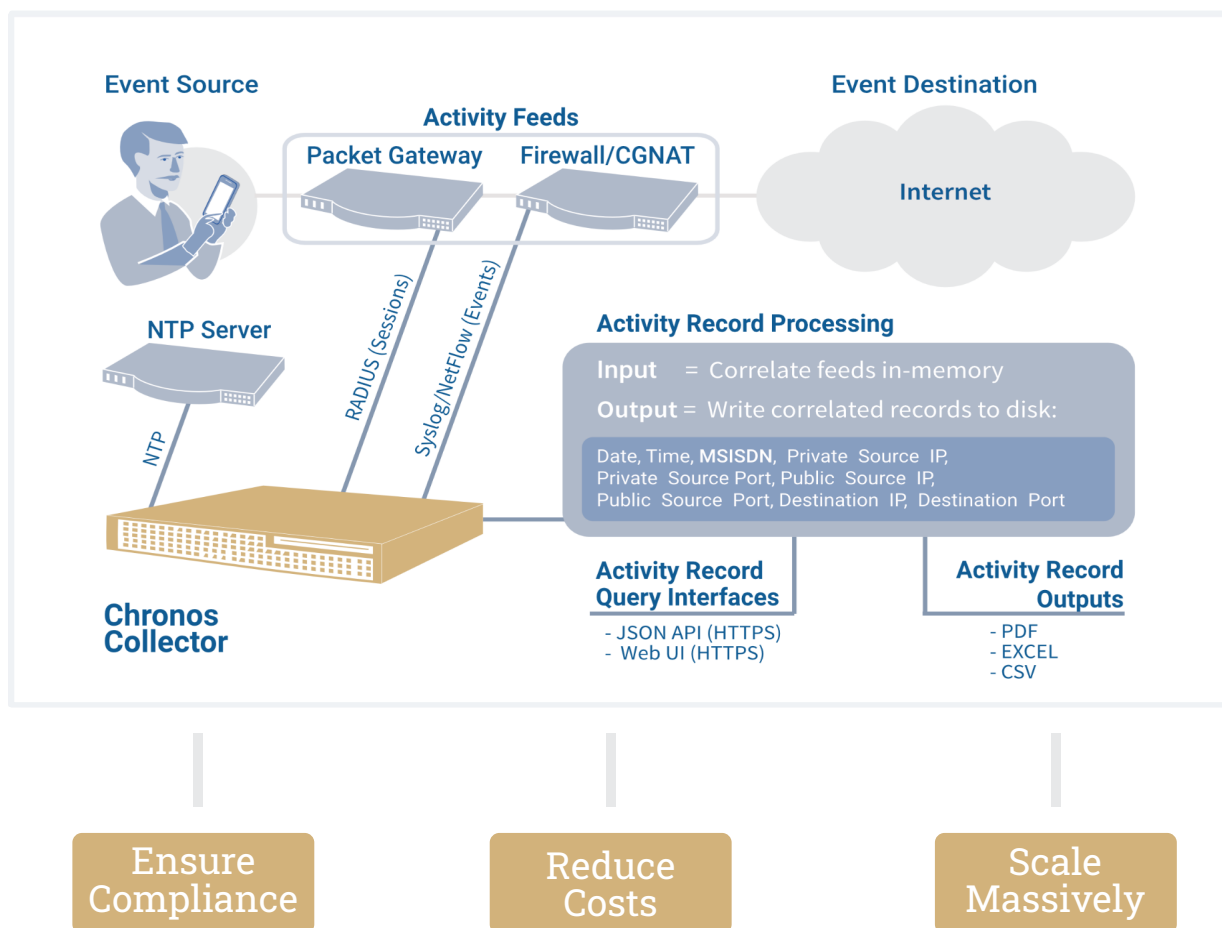 Event Source
Event Destination
Activity Feeds
Packet Gateway
Firewall/CGNAT
Internet
RADIUS (Sessions)
Syslog/NetFlow (Events)
NTP Server
NTP
Activity Record Processing
Input = Correlate feeds in-memory
Output = Write correlated records to disk:
Date, Time, MSISDN, Private Source IP,
Private Source Port, Public Source IP,
Public Source Port, Destination IP, Destination Port
Chronos
Collector
Activity Record
Query Interfaces
- JSON API (HTTPS)
- Web UI (HTTPS)
Activity Record
Outputs
- PDF
- EXCEL
- CSV
Ensure
Compliance
Reduce
Costs
Scale
Massively